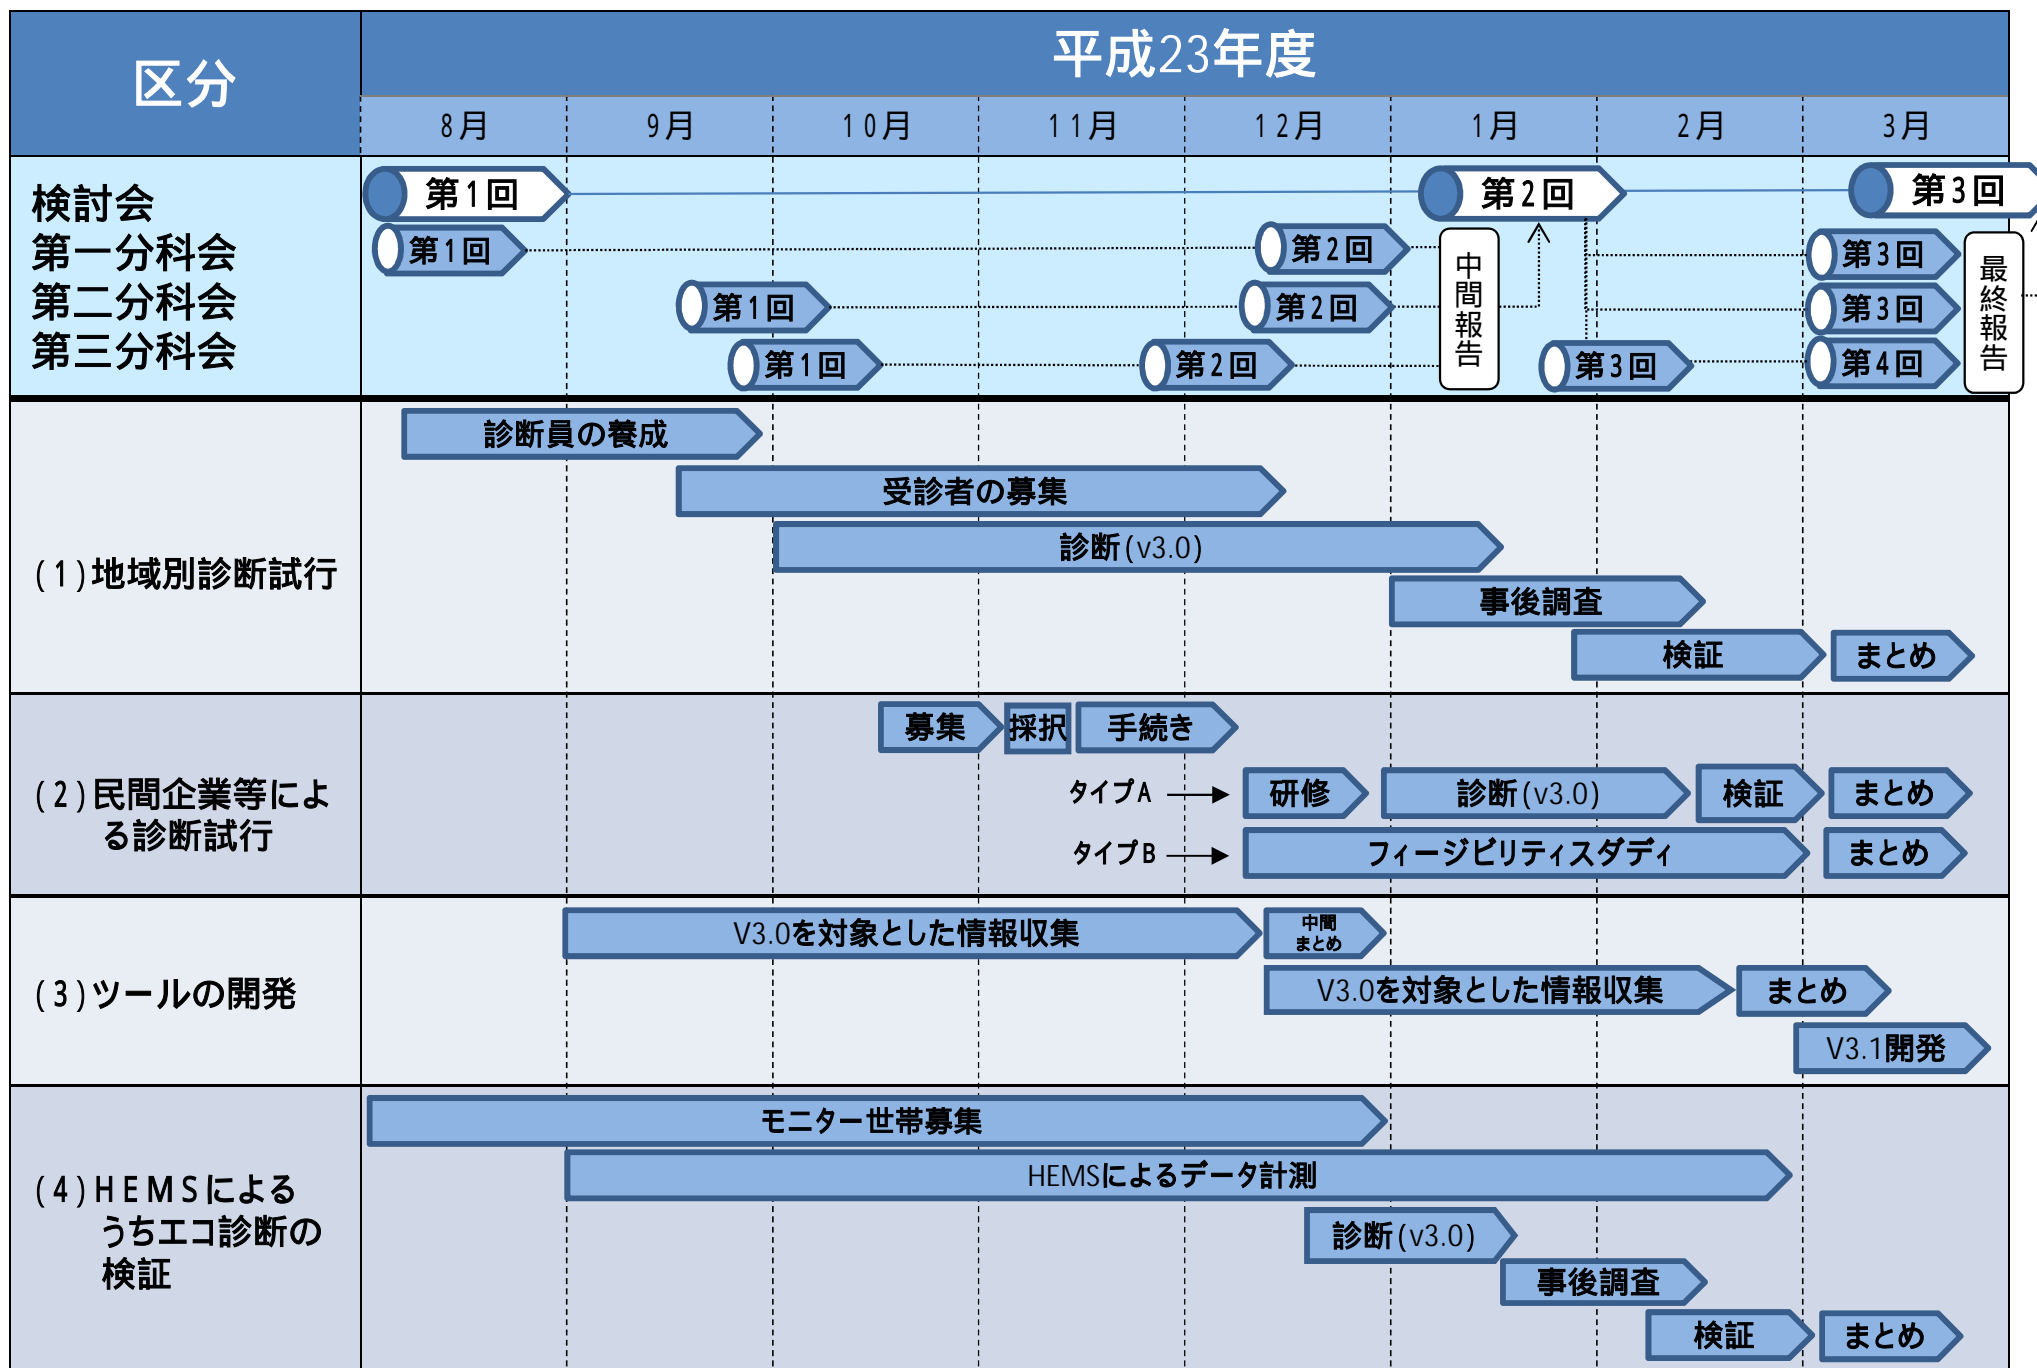 区分
平成23年度
8月 9月 10月 11月 12月 1月 2月 3月
検討会
第1回 第2回 第3回
第一分科会
第1回 第2回 第3回
第二分科会
第1回 第2回 第3回
第三分科会
第1回 第2回 第3回 第4回
中間報告
最終報告
(1)地域別診断試行
診断員の養成
受診者の募集
診断(v3.0)
事後調査
検証 まとめ
(2)民間企業等によ
る診断試行
募集 採択 手続き
タイプA 研修 診断(v3.0) 検証 まとめ
タイプB フィージビリティスダディ まとめ
(3)ツールの開発
V3.0を対象とした情報収集 中間
まとめ
V3.0を対象とした情報収集 まとめ
V3.1開発
(4)HEMSによる
うちエコ診断の
検証
モニター世帯募集
HEMSによるデータ計測
診断(v3.0)
事後調査
検証 まとめ